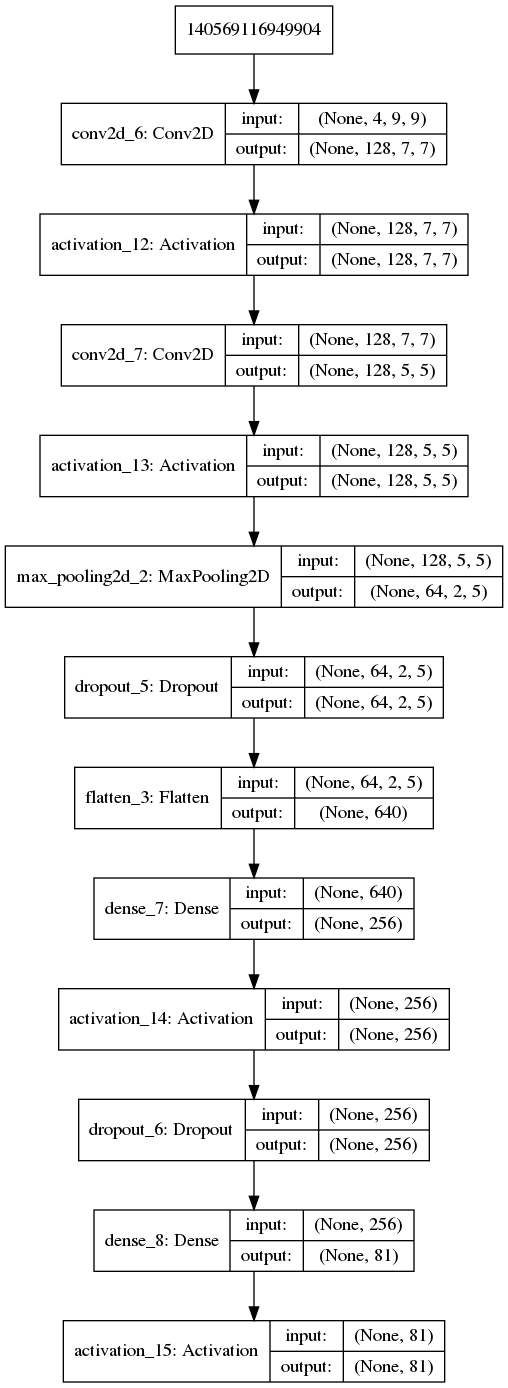 140569116949904
conv2d_6: Conv2D
input:
(None, 4, 9, 9)
output:
(None, 128, 7, 7)
activation_12: Activation
input:
(None, 128, 7, 7)
output:
(None, 128, 7, 7)
conv2d_7: Conv2D
input:
(None, 128, 7, 7)
output:
(None, 128, 5, 5)
activation_13: Activation
input:
(None, 128, 5, 5)
output:
(None, 128, 5, 5)
max_pooling2d_2: MaxPooling2D
input:
(None, 128, 5, 5)
output:
(None, 64, 2, 5)
dropout_5: Dropout
input:
(None, 64, 2, 5)
output:
(None, 64, 2, 5)
flatten_3: Flatten
input:
(None, 64, 2, 5)
output:
(None, 640)
dense_7: Dense
input:
(None, 640)
output:
(None, 256)
activation_14: Activation
input:
(None, 256)
output:
(None, 256)
dropout_6: Dropout
input:
(None, 256)
output:
(None, 256)
dense_8: Dense
input:
(None, 256)
output:
(None, 81)
activation_15: Activation
input:
(None, 81)
output:
(None, 81)